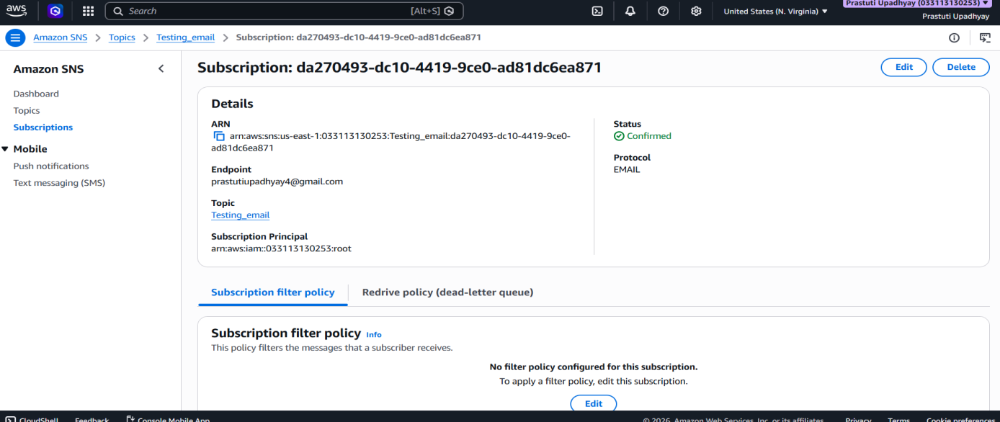 aws
Search [Alt+S]
United States (N. Virginia)
Prastuti Upadhyay (033113130253)
Prastuti Upadhyay
Amazon SNS > Topics > Testing_email > Subscription: da270493-dc10-4419-9ce0-ad81dc6ea871
Amazon SNS
Dashboard
Topics
Subscriptions
Mobile
Push notifications
Text messaging (SMS)
Subscription: da270493-dc10-4419-9ce0-ad81dc6ea871
Edit
Delete
Details
ARN
arn:aws:sns:us-east-1:033113130253:Testing_email:da270493-dc10-4419-9ce0-
ad81dc6ea871
Endpoint
prastutiupadhyay4@gmail.com
Topic
Testing_email
Subscription Principal
arn:aws:iam::033113130253:root
Status
Confirmed
Protocol
EMAIL
Subscription filter policy
Redrive policy (dead-letter queue)
Subscription filter policy Info
This policy filters the messages that a subscriber receives.
No filter policy configured for this subscription.
To apply a filter policy, edit this subscription.
Edit
CloudShell Feedback Console Mobile App
© 2026, Amazon Web Services, Inc. or its affiliates. Privacy Terms Cookie preferences